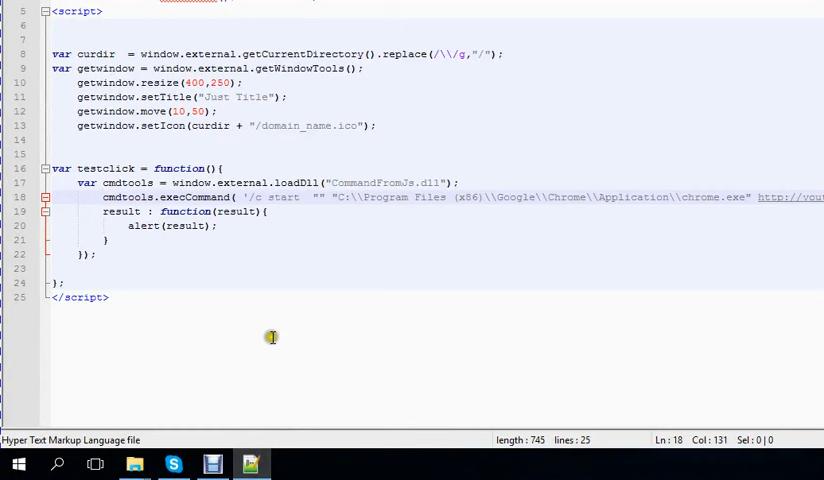 5 <script>
6
7
8 var curdir  = window.external.getCurrentDirectory().replace(/\\/g,"/");
9 var getwindow = window.external.getWindowTools();
10 getwindow.resize(400,250);
11 getwindow.setTitle("Just Title");
12 getwindow.move(10,50);
13 getwindow.setIcon(curdir + "/domain_name.ico");
14
15
16 var testclick = function(){
17 var cmdtools = window.external.loadDll("CommandFromJs.dll");
18 cmdtools.execCommand( '/c start  "" "C:\\Program Files (x86)\\Google\\Chrome\\Application\\chrome.exe" http://yout
19 result : function(result){
20 alert(result);
21 }
22 });
23
24 };
25 </script>
Hyper Text Markup Language file length : 745 lines : 25 Ln : 18 Col : 131 Sel : 0 | 0